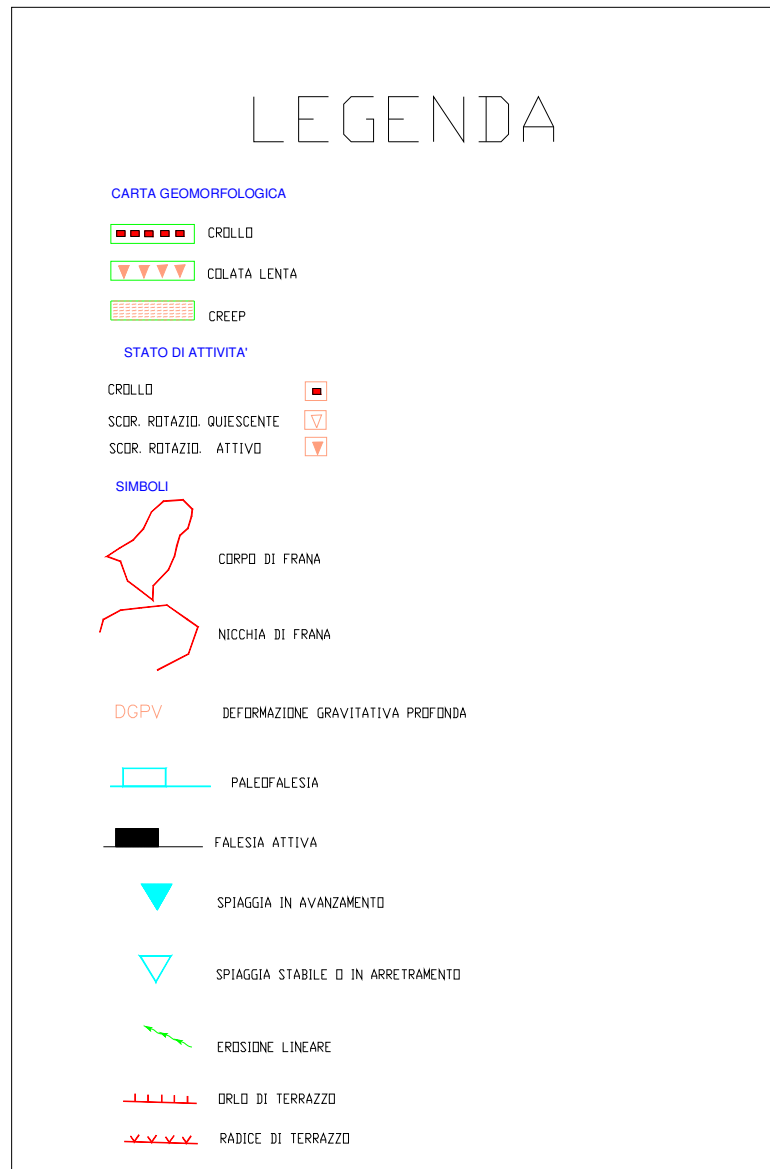 LEGENDA
CARTA GEOMORFOLOGICA
CROLLO
COLATA LENTA
CREEP
STATO DI ATTIVITA'
CROLLO
SCOR. ROTAZIO. QUIESCENTE
SCOR. ROTAZIO. ATTIVO
SIMBOLI
CORPO DI FRANA
NICCHIA DI FRANA
DGPV DEFORMAZIONE GRAVITATIVA PROFONDA
PALEOFALESIA
FALESIA ATTIVA
SPIAGGIA IN AVANZAMENTO
SPIAGGIA STABILE O IN ARRETRAMENTO
EROSIONE LINEARE
ORLO DI TERRAZZO
RADICE DI TERRAZZO